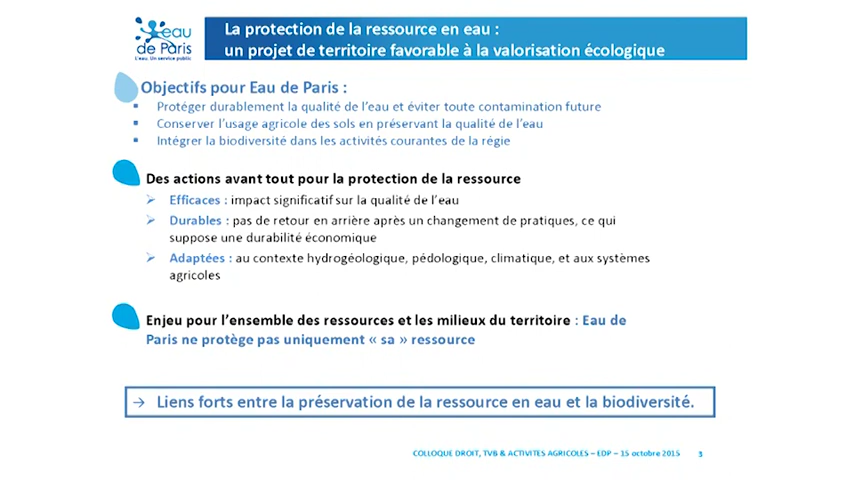 eau
de Paris
L'eau. Un service public
La protection de la ressource en eau :
un projet de territoire favorable à la valorisation écologique
Objectifs pour Eau de Paris :
▪ Protéger durablement la qualité de l'eau et éviter toute contamination future
▪ Conserver l'usage agricole des sols en préservant la qualité de l'eau
▪ Intégrer la biodiversité dans les activités courantes de la régie
Des actions avant tout pour la protection de la ressource
➢ Efficaces : impact significatif sur la qualité de l'eau
➢ Durables : pas de retour en arrière après un changement de pratiques, ce qui
suppose une durabilité économique
➢ Adaptées : au contexte hydrogéologique, pédologique, climatique, et aux systèmes
agricoles
Enjeu pour l'ensemble des ressources et les milieux du territoire : Eau de
Paris ne protège pas uniquement « sa » ressource
→ Liens forts entre la préservation de la ressource en eau et la biodiversité.
COLLOQUE DROIT, TVB & ACTIVITES AGRICOLES – EDP – 15 octobre 2015 3